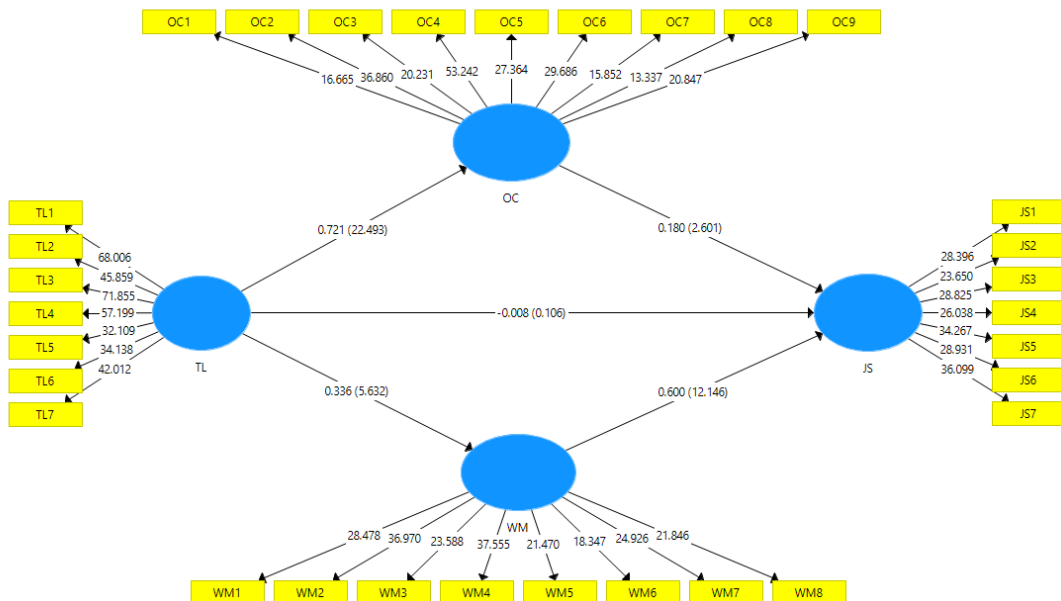 OC1 OC2 OC3 OC4 OC5 OC6 OC7 OC8 OC9
16.665 36.860 20.231 53.242 27.364 29.686 15.852 13.337 20.847
OC
TL1
TL2
TL3
TL4
TL5
TL6
TL7
68.006
45.859
71.855
57.199
32.109
34.138
42.012
TL
0.721 (22.493)
0.180 (2.601)
-0.008 (0.106)
0.336 (5.632)
0.600 (12.146)
JS1
JS2
JS3
JS4
JS5
JS6
JS7
28.396
23.650
28.825
26.038
34.267
28.931
36.099
JS
WM
28.478 36.970 23.588 37.555 21.470 18.347 24.926 21.846
WM1 WM2 WM3 WM4 WM5 WM6 WM7 WM8